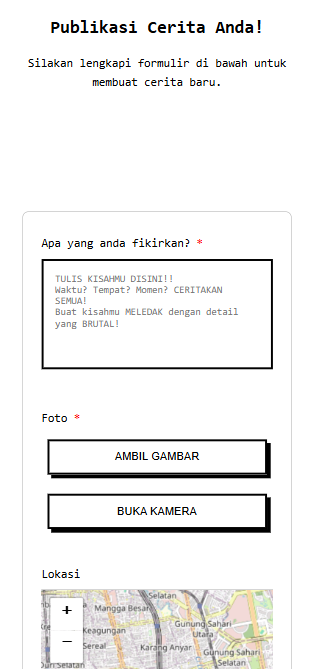 Publikasi Cerita Anda!
Silakan lengkapi formulir di bawah untuk
membuat cerita baru.
Apa yang anda fikirkan? *
TULIS KISAHMU DISINI!!
Waktu? Tempat? Momen? CERITAKAN
SEMUA!
Buat kisahmu MELEDAK dengan detail
yang BRUTAL!
Foto *
AMBIL GAMBAR
BUKA KAMERA
Lokasi
+
−
Selatan
Mangga Besar
Gunung Sahari
Utara
Keagungan
Karang Anyar
Sereal
Gunung Sahari
Selatan